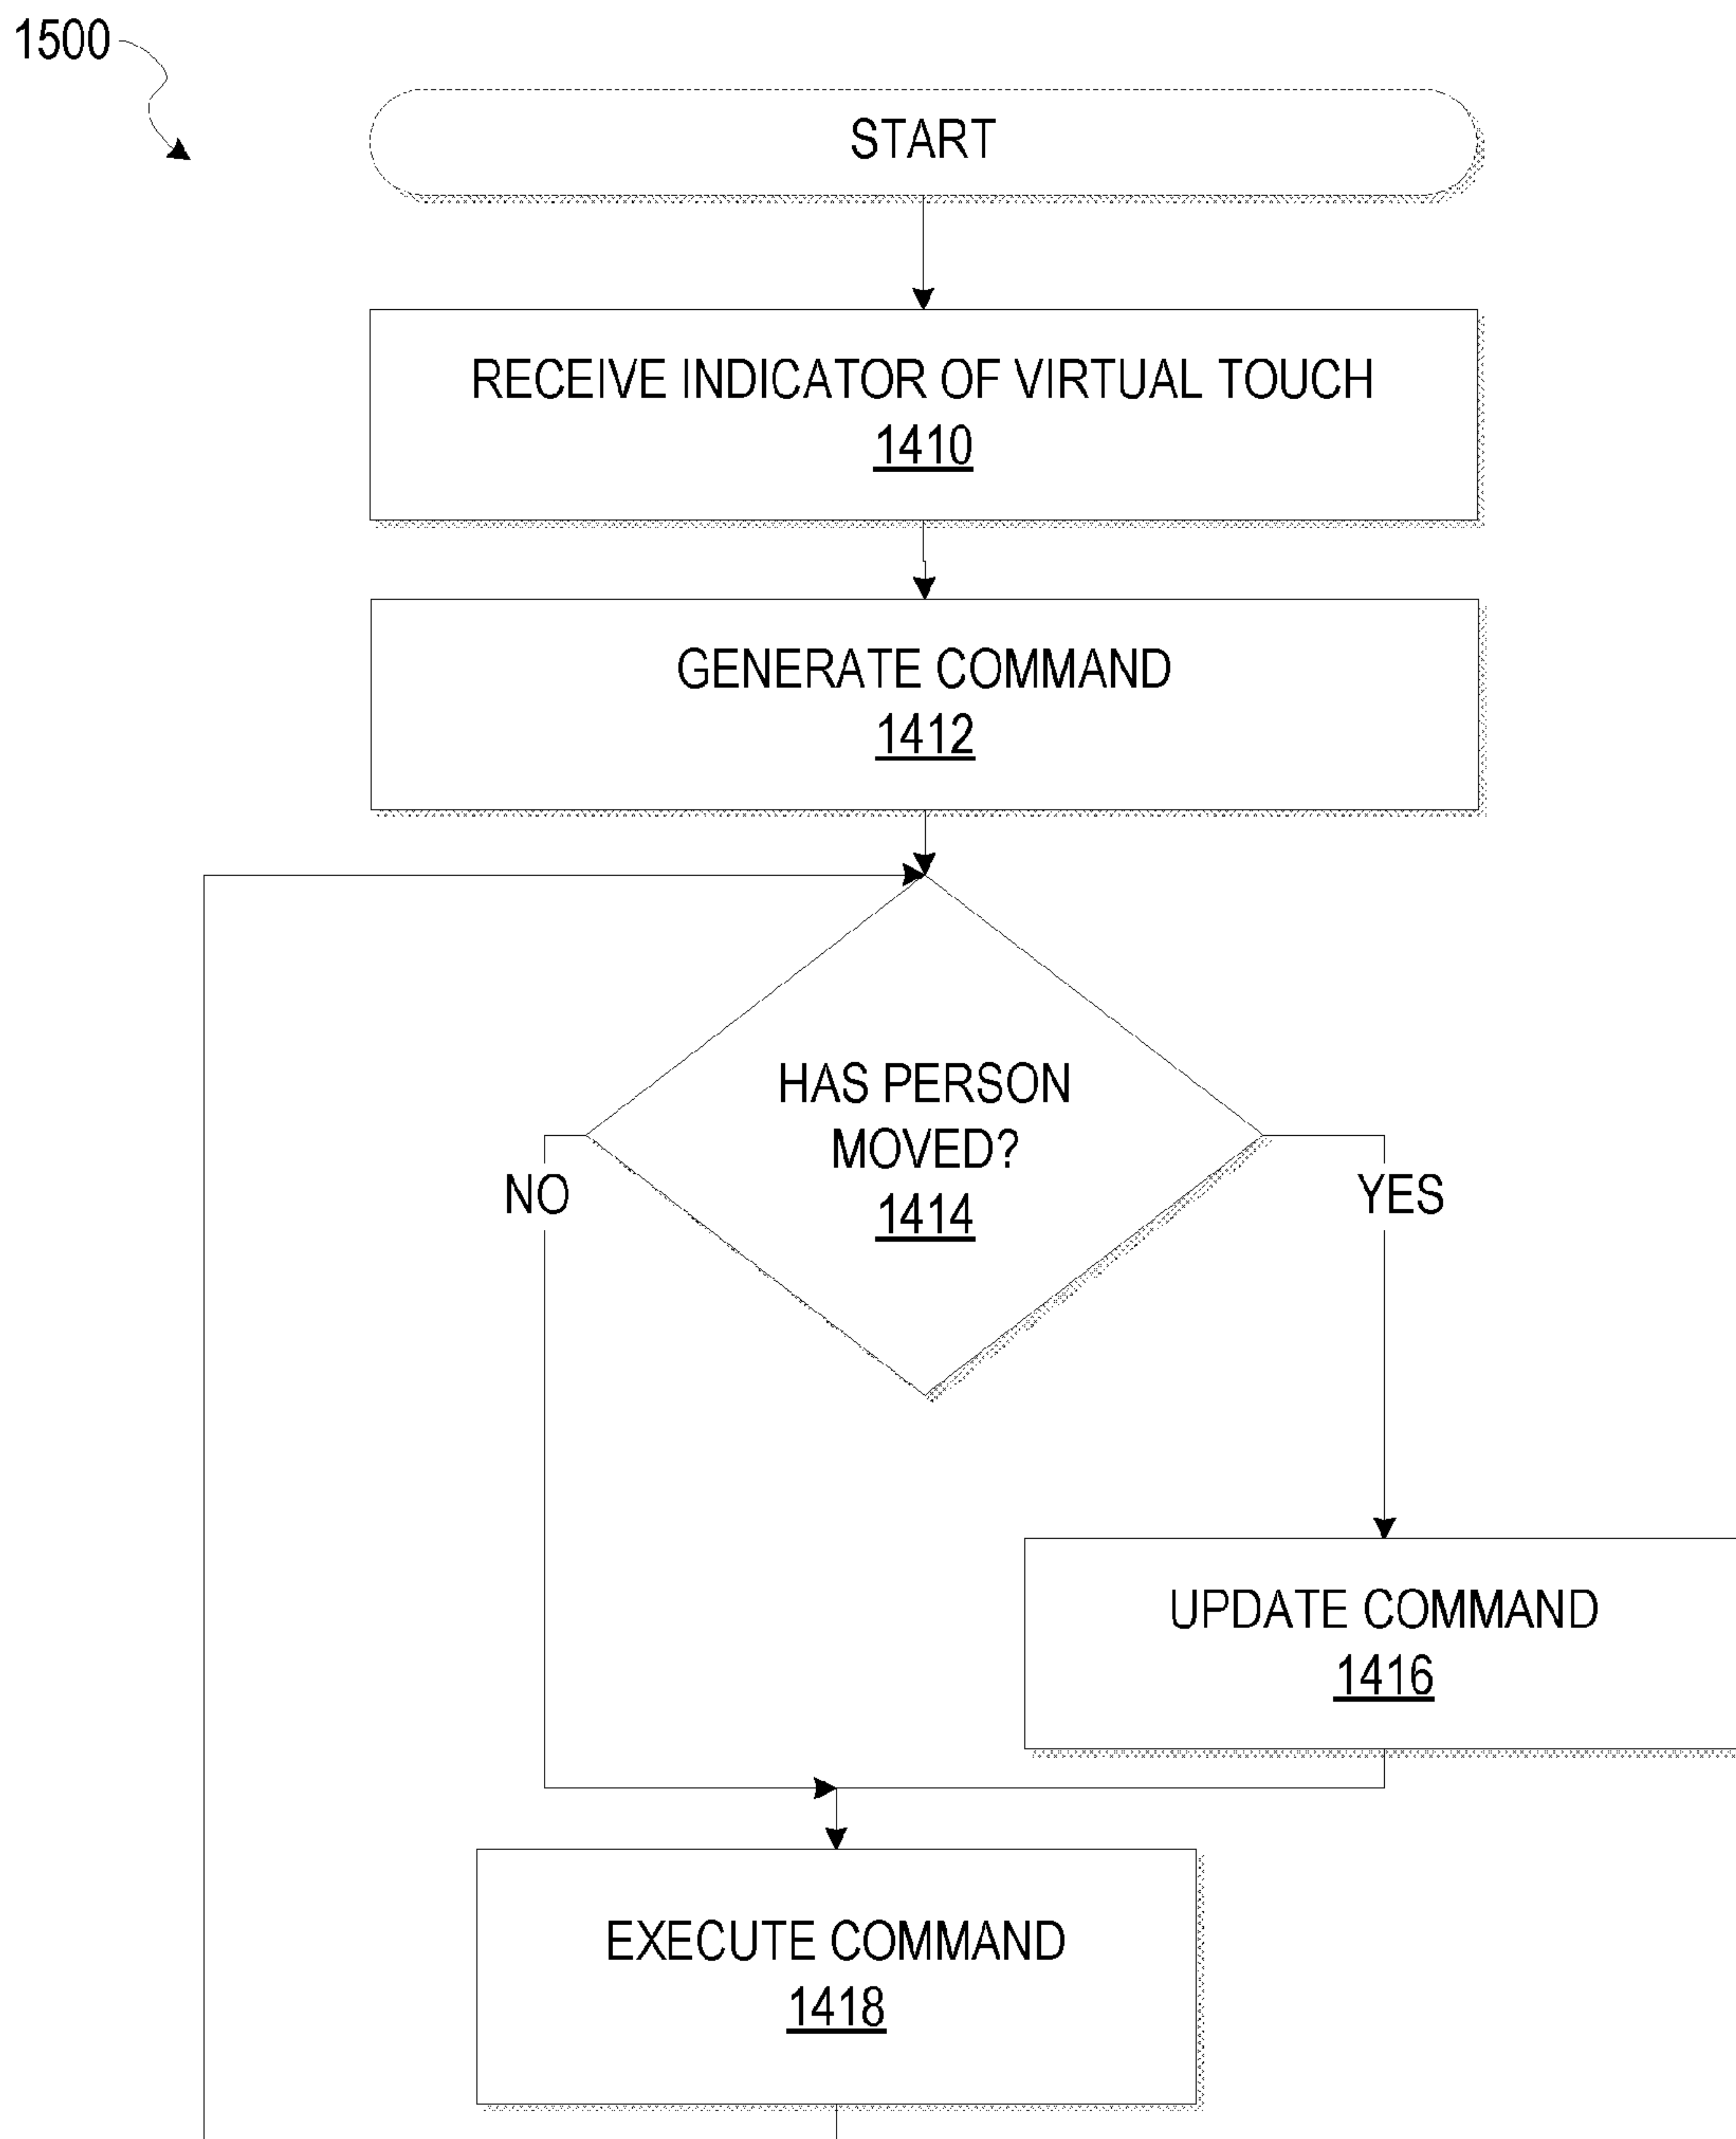 1500
START
RECEIVE INDICATOR OF VIRTUAL TOUCH
1410
GENERATE COMMAND
1412
HAS PERSON
MOVED?
1414
NO
YES
UPDATE COMMAND
1416
EXECUTE COMMAND
1418